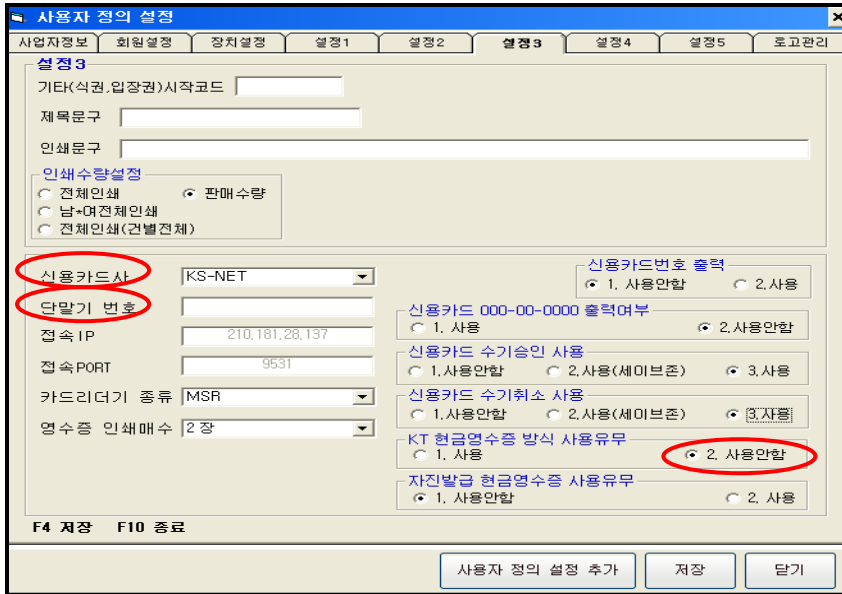 사용자 정의 설정
사업자정보 회원설정 장치설정 설정1 설정2 설정3 설정4 설정5 로고관리
설정3
기타(식권,입장권)시작코드
제목문구
인쇄문구
인쇄수량설정
전체인쇄 판매수량
남*여전체인쇄
전체인쇄(건별전체)
신용카드사 KS-NET
단말기 번호
접속IP 210,181,28,137
접속PORT 9531
카드리더기 종류 MSR
영수증 인쇄매수 2장
신용카드번호 출력
1. 사용안함 2.사용
신용카드 000-00-0000 출력여부
1. 사용 2.사용안함
신용카드 수기승인 사용
1.사용안함 2.사용(세이브존) 3.사용
신용카드 수기취소 사용
1.사용안함 2.사용(세이브존) 3.사용
KT 현금영수증 방식 사용유무
1. 사용 2. 사용안함
자진발급 현금영수증 사용유무
1. 사용안함 2. 사용
F4 저장 F10 종료
사용자 정의 설정 추가 저장 닫기